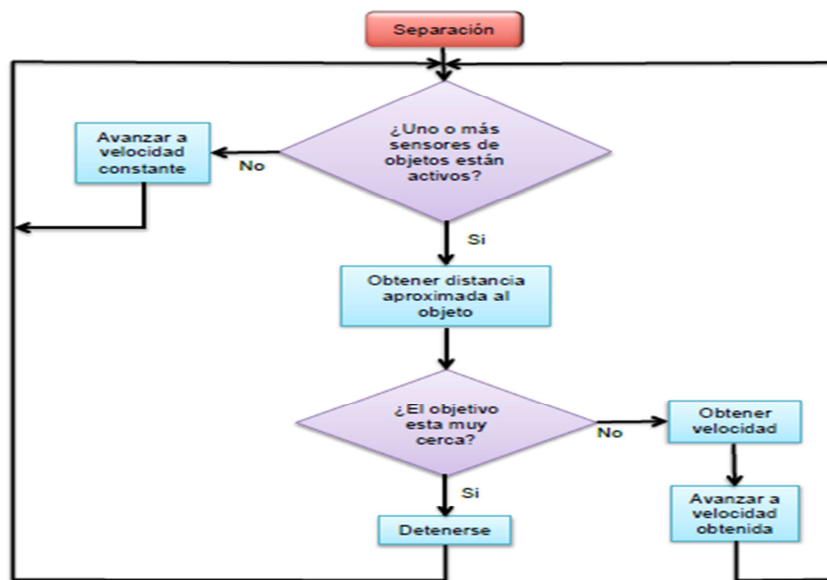 Separación
¿Uno o más
sensores de
objetos están
activos?
Avanzar a
velocidad
constante
No
Si
Obtener distancia
aproximada al
objeto
¿El objetivo
esta muy
cerca?
No
Obtener
velocidad
Si
Detenerse
Avanzar a
velocidad
obtenida